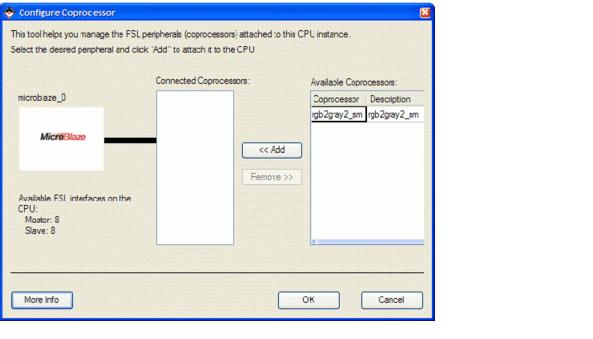 Configure Coprocessor
This tool helps you manage the FSL peripherals (coprocessors) attached to this CPU instance.
Select the desired peripheral and click "Add" to attach it to the CPU
Connected Coprocessors:
Available Coprocessors:
microbaze_0
Coprocessor Description
rgb2gray2_sm rgb2gray2_sm
MicroBlaze
<< Add
Remove >>
Available FSL interfaces on the
CPU:
Master: 8
Slave: 8
More Info
OK
Cancel